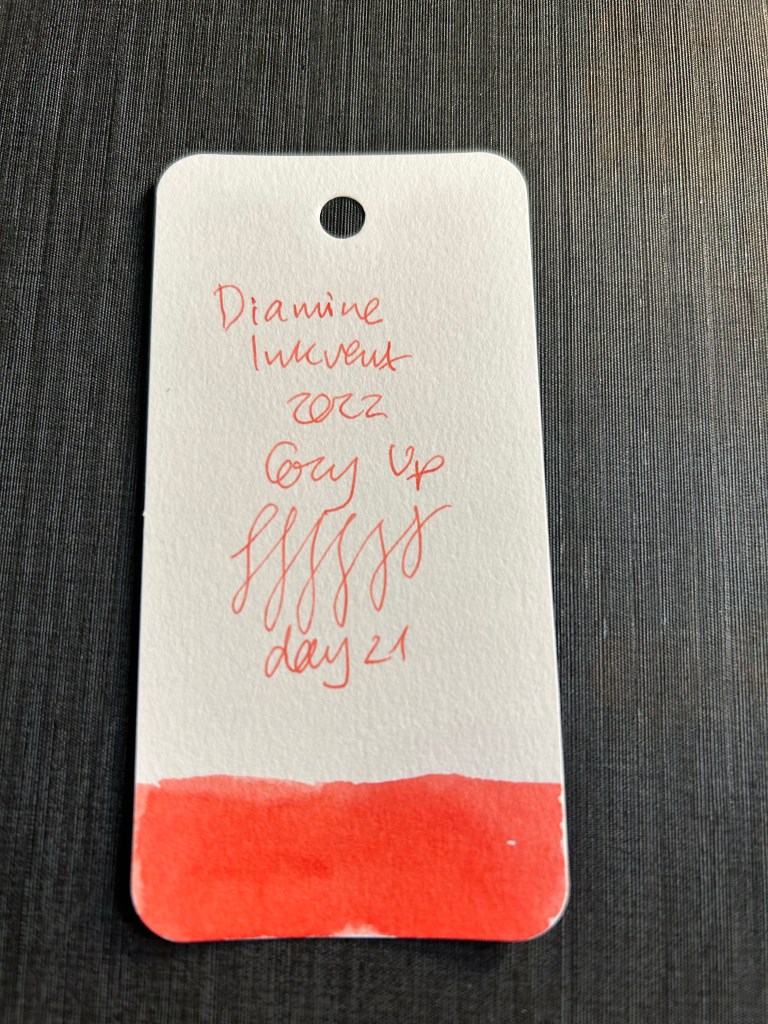 Diamine
Inkvent
2022
Cozy Up
day 21